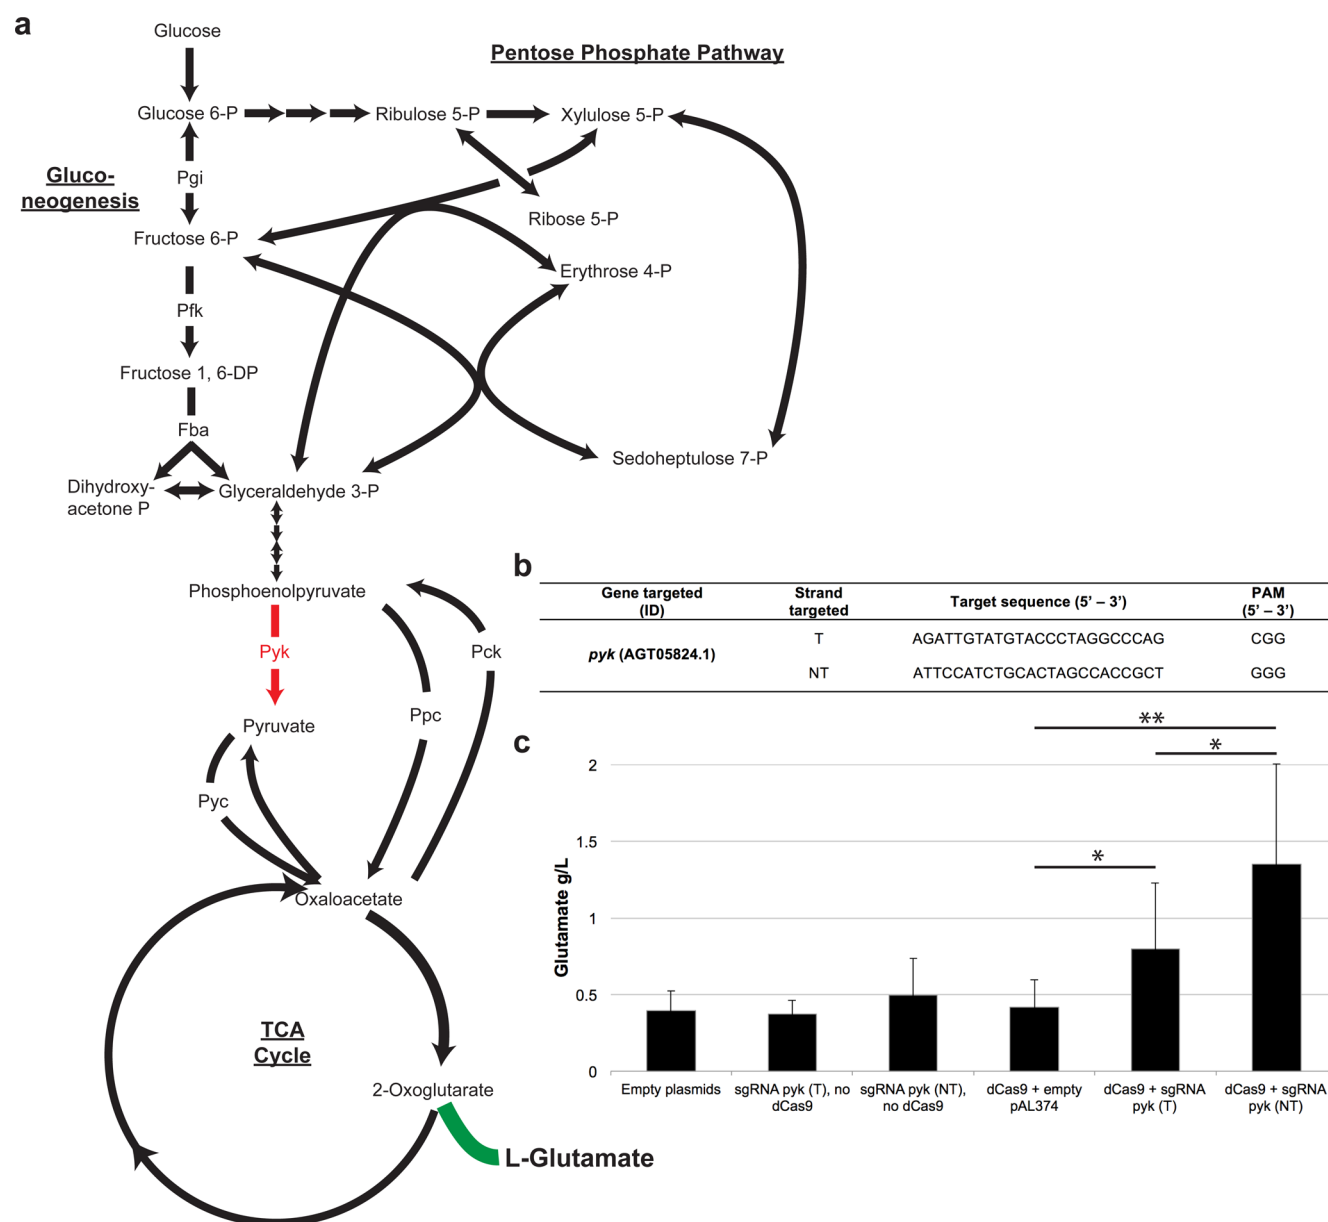 a
Glucose
Pentose Phosphate Pathway
Glucose 6-P
Ribulose 5-P
Xylulose 5-P
Gluco-
neogenesis
Pgi
Ribose 5-P
Fructose 6-P
Erythrose 4-P
Pfk
Fructose 1, 6-DP
Fba
Sedoheptulose 7-P
Dihydroxy-
acetone P
Glyceraldehyde 3-P
Phosphoenolpyruvate
Pyk
Pck
Ppc
Pyruvate
Pyc
Oxaloacetate
TCA
Cycle
2-Oxoglutarate
L-Glutamate
b
Gene targeted
(ID)
Strand
targeted
Target sequence (5’ – 3’)
PAM
(5’ – 3’)
pyk (AGT05824.1)
T
AGATTGTATGTACCCTAGGCCCAG
CGG
NT
ATTCCATCTGCACTAGCCACCGCT
GGG
c
**
*
*
Glutamate g/L
2
1.5
1
0.5
0
Empty plasmids
sgRNA pyk (T), no
dCas9
sgRNA pyk (NT),
no dCas9
dCas9 + empty
pAL374
dCas9 + sgRNA
pyk (T)
dCas9 + sgRNA
pyk (NT)